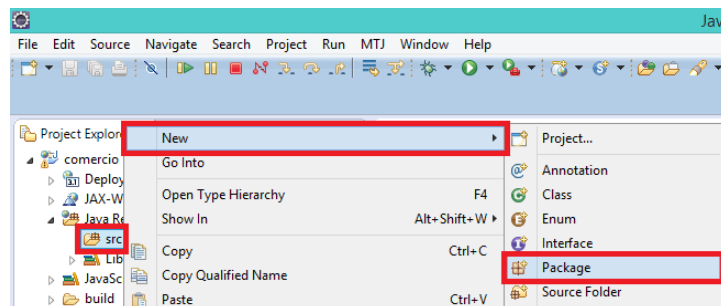 Jav
File Edit Source Navigate Search Project Run MTJ Window Help
Project Explor
comercio
Deploy
JAX-W
Java Re
src
Lib
JavaSc
build
New
Go Into
Open Type Hierarchy F4
Show In Alt+Shift+W
Copy Ctrl+C
Copy Qualified Name
Paste Ctrl+V
Project...
Annotation
Class
Enum
Interface
Package
Source Folder